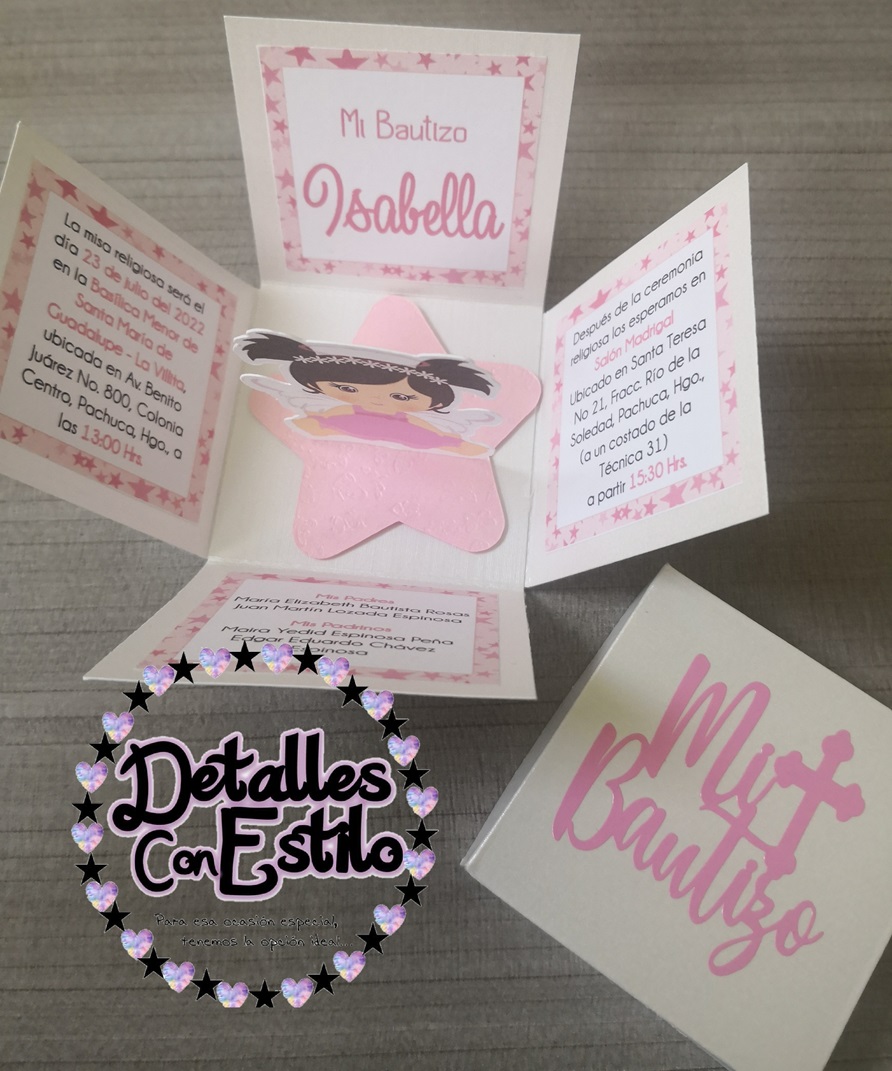 Mi Bautizo
Isabella
La misa religiosa será el
día 23 de julio del 2022
en la Basílica Menor de
Santa María de
Guadalupe - La Villita,
ubicada en Av. Benito
Juárez No. 800, Colonia
Centro, Pachuca, Hgo., a
las 13:00 Hrs.
Después de la ceremonia
religiosa los esperamos en
Salón Madrigal
Ubicado en Santa Teresa
No 21, Fracc. Río de la
Soledad, Pachuca, Hgo.,
(a un costado de la
Técnica 31)
a partir 15:30 Hrs.
Mis Padres
María Elizabeth Bautista Rosas
Juan Martín Lozada Espinosa
Mis Padrinos
Maira Yedid Espinosa Peña
Edgar Eduardo Chávez
Espinosa
Detalles
Con Estilo
Para esa ocasión especial,
tenemos la opción ideal...
Mi
Bautizo